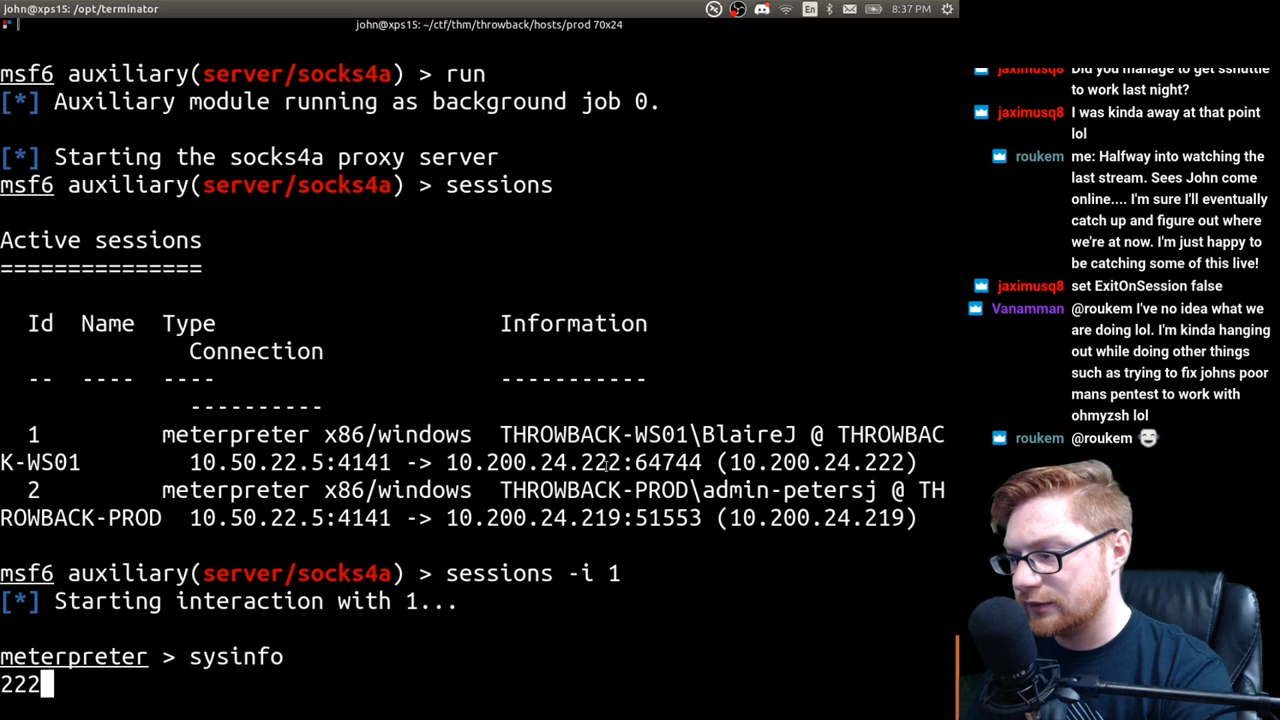 john@xps15: /opt/terminator
En
8:37 PM
john@xps15: ~/ctf/thm/throwback/hosts/prod 70x24
msf6 auxiliary(server/socks4a) > run
[*] Auxiliary module running as background job 0.
[*] Starting the socks4a proxy server
msf6 auxiliary(server/socks4a) > sessions
Active sessions
===============
Id Name Type Information
Connection
-- ---- ---- -----------
----------
1 meterpreter x86/windows THROWBACK-WS01\BlaireJ @ THROWBAC
K-WS01 10.50.22.5:4141 -> 10.200.24.222:64744 (10.200.24.222)
2 meterpreter x86/windows THROWBACK-PROD\admin-petersj @ TH
ROWBACK-PROD 10.50.22.5:4141 -> 10.200.24.219:51553 (10.200.24.219)
msf6 auxiliary(server/socks4a) > sessions -i 1
[*] Starting interaction with 1...
meterpreter > sysinfo
222
jaximusq8 Did you manage to get sshuttle
to work last night?
jaximusq8 I was kinda away at that point
lol
roukem me: Halfway into watching the
last stream. Sees John come
online.... I'm sure I'll eventually
catch up and figure out where
we're at now. I'm just happy to
be catching some of this live!
jaximusq8 set ExitOnSession false
Vanamman @roukem I've no idea what we
are doing lol. I'm kinda hanging
out while doing other things
such as trying to fix johns poor
mans pentest to work with
ohmyzsh lol
roukem @roukem